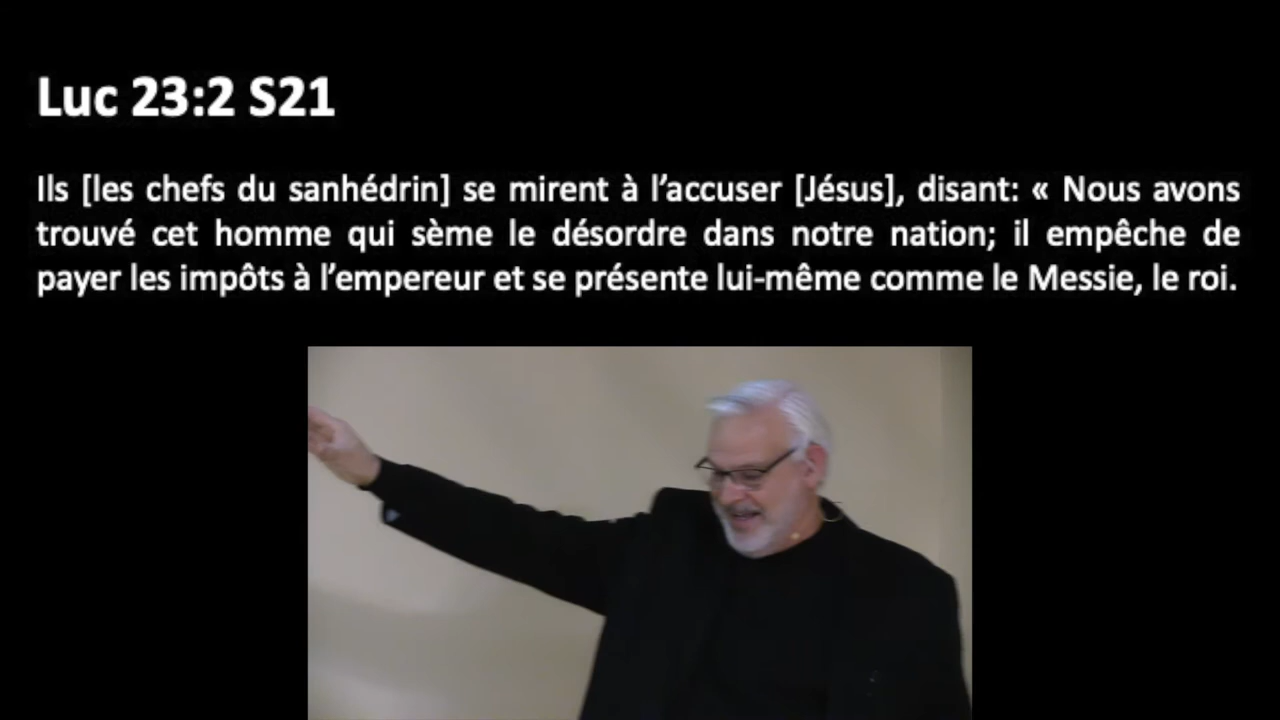 Luc 23:2 S21
Ils [les chefs du sanhédrin] se mirent à l’accuser [Jésus], disant: « Nous avons
trouvé cet homme qui sème le désordre dans notre nation; il empêche de
payer les impôts à l’empereur et se présente lui-même comme le Messie, le roi.